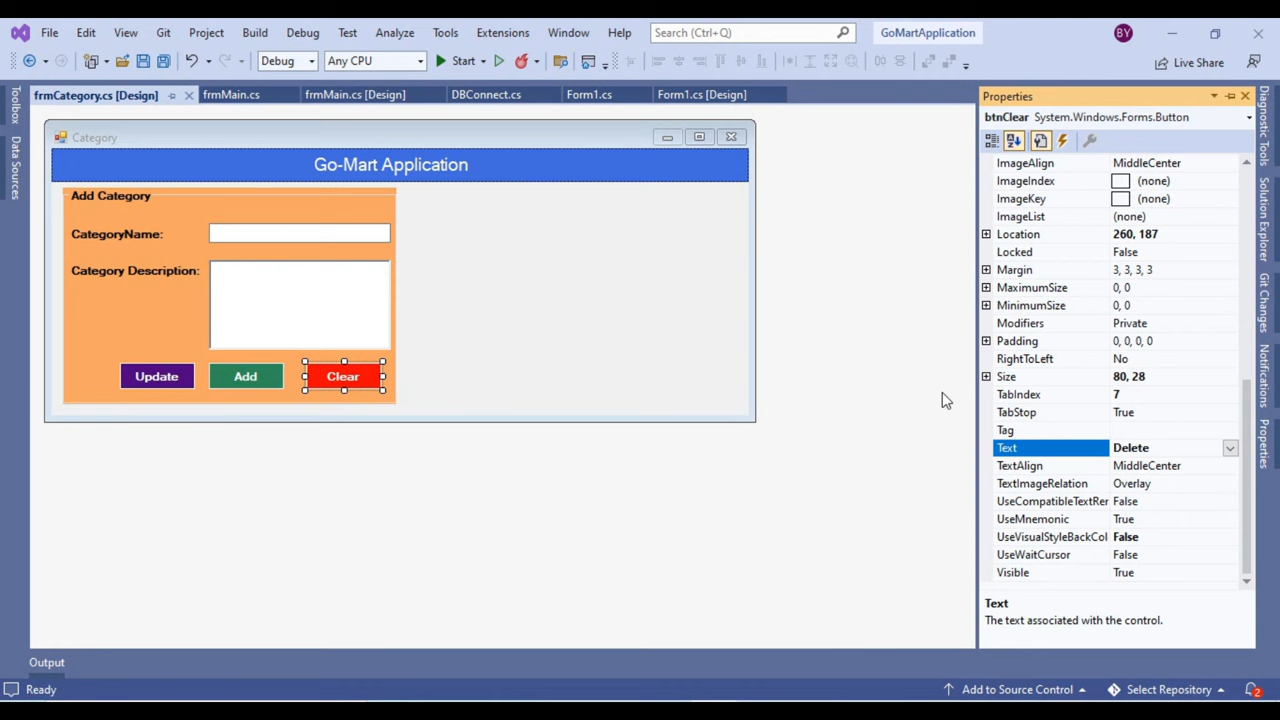 File Edit View Git Project Build Debug Test Analyze Tools Extensions Window Help Search (Ctrl+Q) GoMartApplication BY
Debug Any CPU Start Live Share
frmCategory.cs [Design] frmMain.cs frmMain.cs [Design] DBConnect.cs Form1.cs Form1.cs [Design]
Toolbox
Data Sources
Category
Go-Mart Application
Add Category
CategoryName:
Category Description:
Update Add Clear
Properties
btnClear System.Windows.Forms.Button
ImageAlign MiddleCenter
ImageIndex (none)
ImageKey (none)
ImageList (none)
Location 260, 187
Locked False
Margin 3, 3, 3, 3
MaximumSize 0, 0
MinimumSize 0, 0
Modifiers Private
Padding 0, 0, 0, 0
RightToLeft No
Size 80, 28
TabIndex 7
TabStop True
Tag
Text Delete
TextAlign MiddleCenter
TextImageRelation Overlay
UseCompatibleTextRer False
UseMnemonic True
UseVisualStyleBackCol False
UseWaitCursor False
Visible True
Text
The text associated with the control.
Diagnostic Tools
Solution Explorer
Git Changes
Notifications
Properties
Output
Ready Add to Source Control Select Repository 2